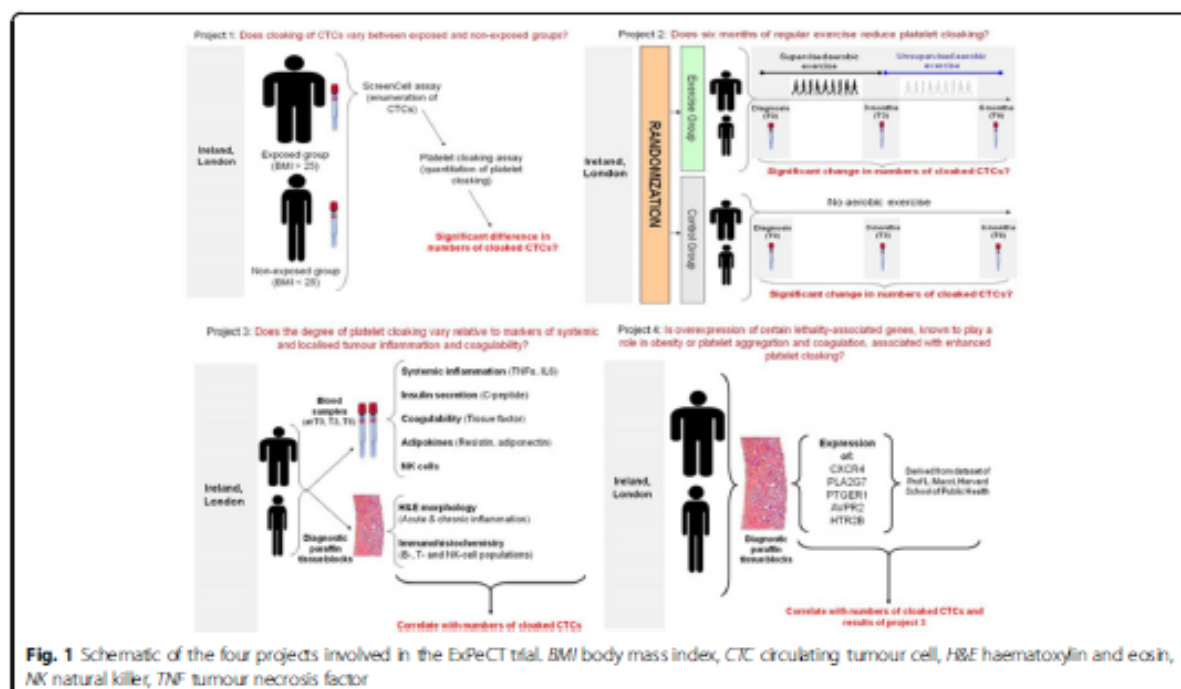 Project 1: Does cloaking of CTCs vary between exposed and non-exposed groups?
Ireland,
London
Exposed group
(BMI > 25)
Non-exposed group
(BMI < 25)
ScreenCell assay
(enumeration of
CTCs)
Platelet cloaking assay
(quantitation of platelet
cloaking)
Significant difference in
numbers of cloaked CTCs?
Project 2: Does six months of regular exercise reduce platelet cloaking?
Ireland,
London
RANDOMIZATION
Exercise Group
Control Group
Supervised aerobic
exercise
Unsupervised aerobic
exercise
Diagnosis
(T0)
3 months
(T3)
6 months
(T6)
Significant change in numbers of cloaked CTCs?
No aerobic exercise
Diagnosis
(T0)
3 months
(T3)
6 months
(T6)
Significant change in numbers of cloaked CTCs?
Project 3: Does the degree of platelet cloaking vary relative to markers of systemic
and localised tumour inflammation and coagulability?
Ireland,
London
Blood
samples
(at T0, T3, T6)
Diagnostic
paraffin
tissue blocks
Systemic inflammation (TNFα, IL6)
Insulin secretion (C-peptide)
Coagulability (Tissue factor)
Adipokines (Resistin, adiponectin)
NK cells
H&E morphology
(Acute & chronic inflammation)
Immunohistochemistry
(B-, T- and NK-cell populations)
Correlate with numbers of cloaked CTCs
Project 4: Is overexpression of certain lethality-associated genes, known to play a
role in obesity or platelet aggregation and coagulation, associated with enhanced
platelet cloaking?
Ireland,
London
Diagnostic
paraffin
tissue blocks
Expression
of:
CXCR4
PLA2G7
PTGER1
AVPR2
HTR2B
Derived from dataset of
Prof L. Mucci, Harvard
School of Public Health
Correlate with numbers of cloaked CTCs and
results of project 3
Fig. 1 Schematic of the four projects involved in the ExPeCT trial. BMI body mass index, CTC circulating tumour cell, H&E haematoxylin and eosin,
NK natural killer, TNF tumour necrosis factor